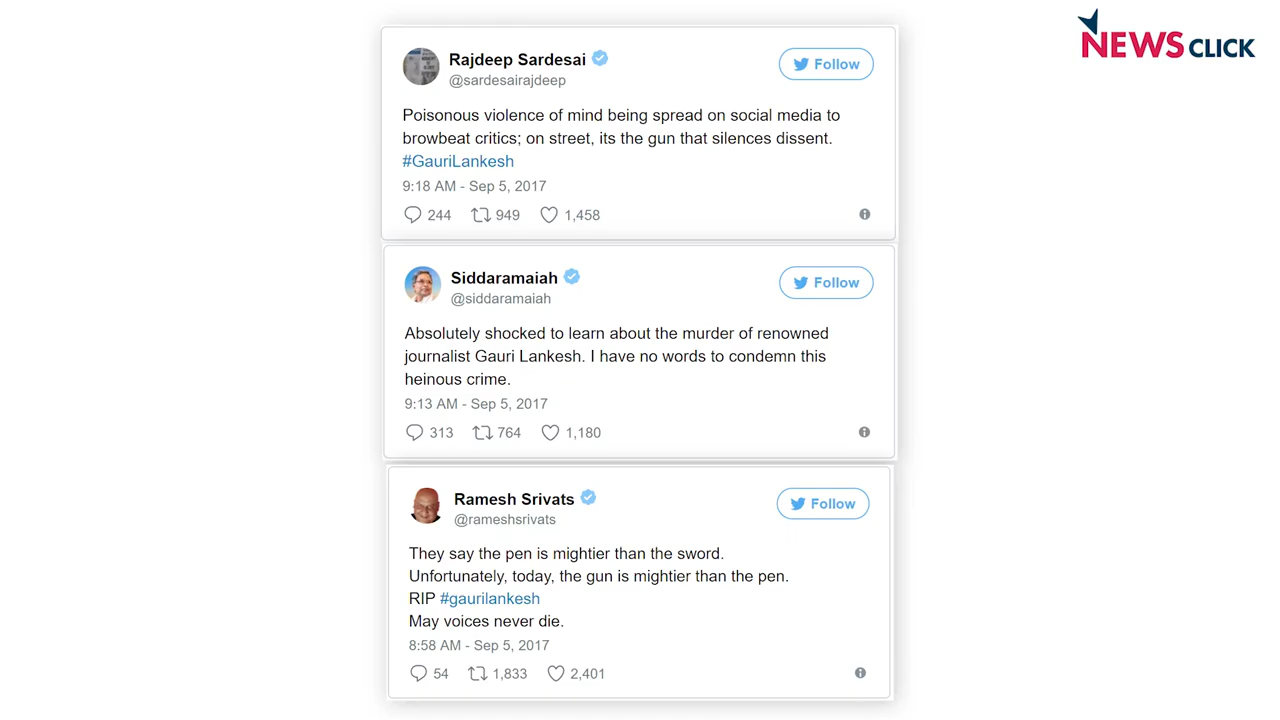 NEWS CLICK
Rajdeep Sardesai
Follow
@sardesairajdeep
Poisonous violence of mind being spread on social media to
browbeat critics; on street, its the gun that silences dissent.
#GauriLankesh
9:18 AM - Sep 5, 2017
244 949 1,458
Siddaramaiah
Follow
@siddaramaiah
Absolutely shocked to learn about the murder of renowned
journalist Gauri Lankesh. I have no words to condemn this
heinous crime.
9:13 AM - Sep 5, 2017
313 764 1,180
Ramesh Srivats
Follow
@rameshsrivats
They say the pen is mightier than the sword.
Unfortunately, today, the gun is mightier than the pen.
RIP #gaurilankesh
May voices never die.
8:58 AM - Sep 5, 2017
54 1,833 2,401